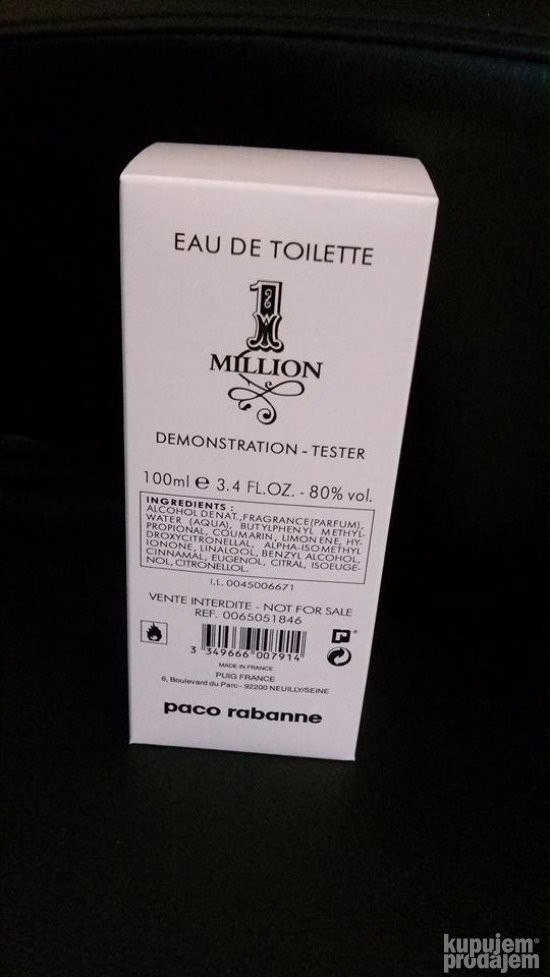 EAU DE TOILETTE
1
MILLION
DEMONSTRATION - TESTER
100ml e 3.4 FL.OZ. - 80% vol.
INGREDIENTS :
ALCOHOL DENAT., FRAGRANCE (PARFUM),
WATER (AQUA), BUTYLPHENYL METHYL-
PROPIONAL, COUMARIN, LIMONENE, HY-
DROXYCITRONELLAL, ALPHA-ISOMETHYL
IONONE, LINALOOL, BENZYL ALCOHOL,
CINNAMAL, EUGENOL, CITRAL, ISOEUGE-
NOL, CITRONELLOL.
I.L. 0045006671
VENTE INTERDITE - NOT FOR SALE
REF. 0065051846
3 349666 007914
MADE IN FRANCE
PUIG FRANCE
6, Boulevard du Parc - 92200 NEUILLY/SEINE
paco rabanne
kupujem
prodajem